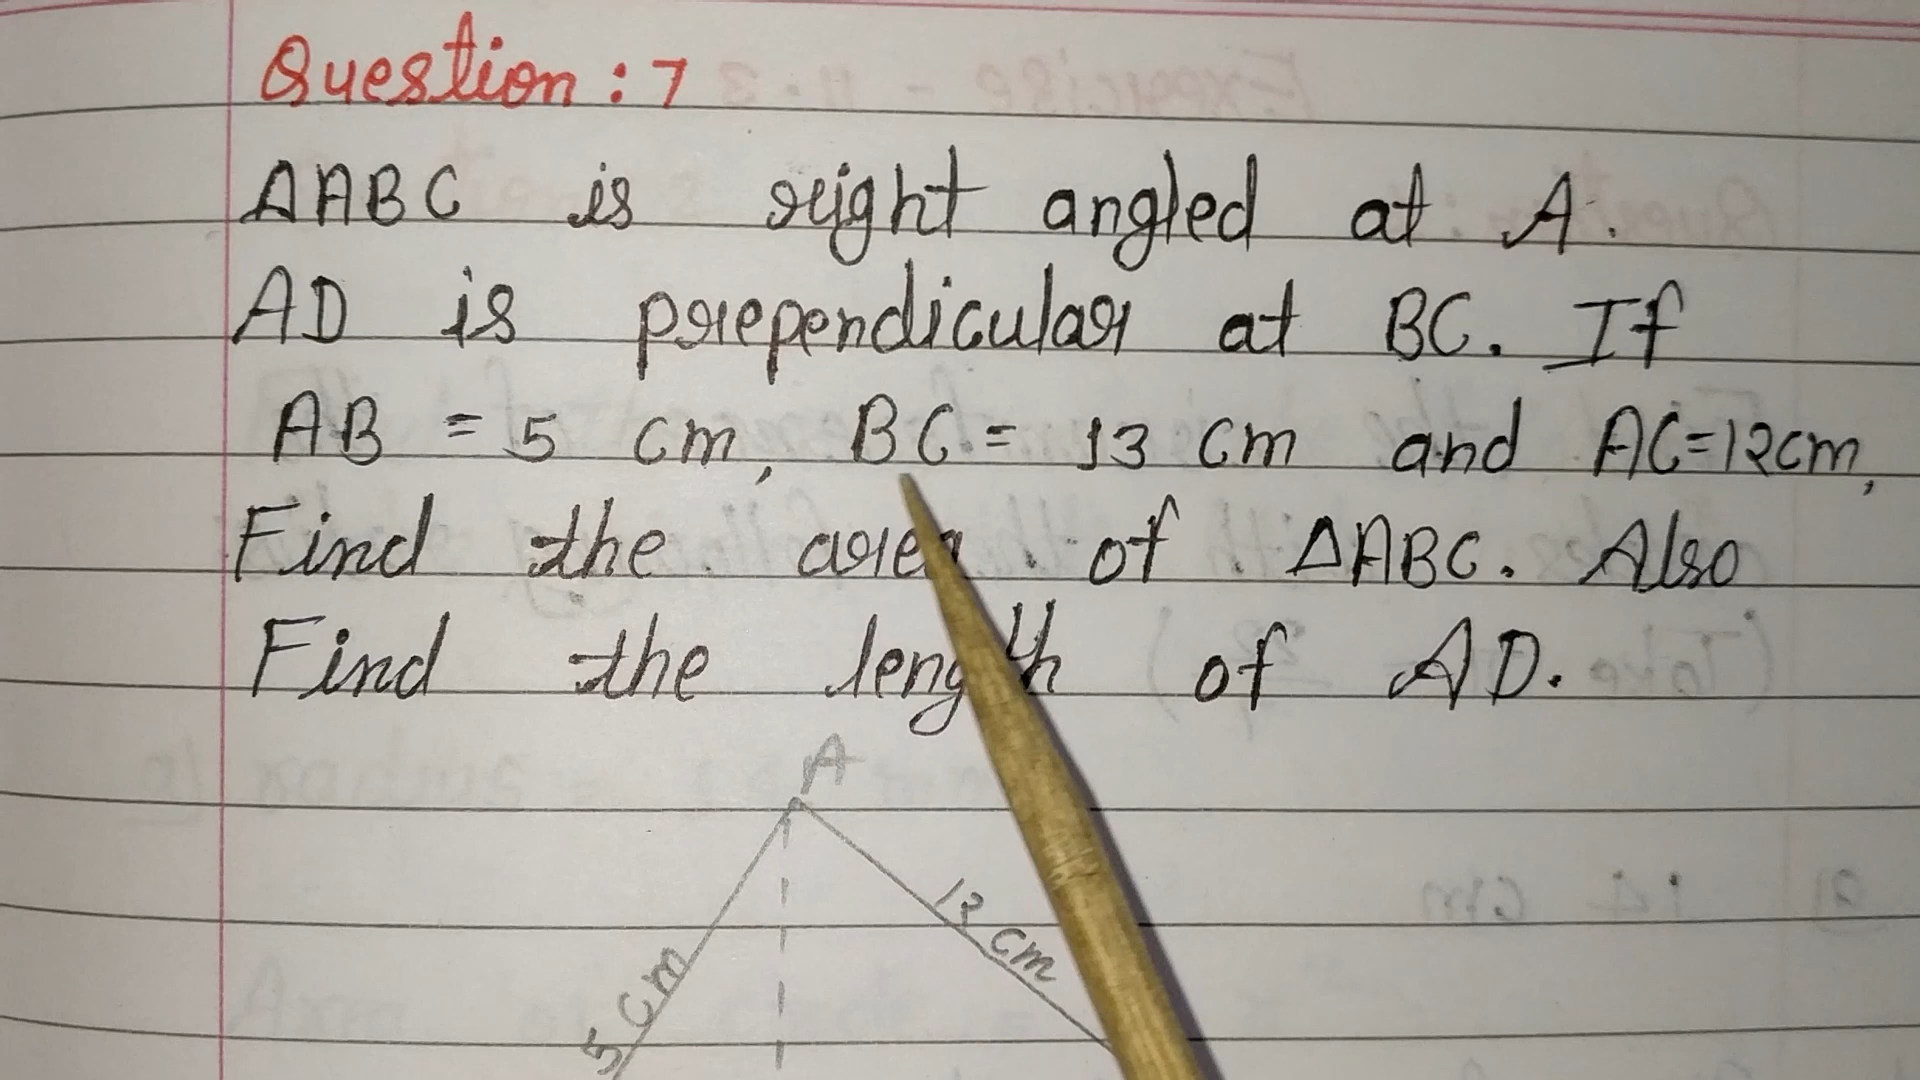 Question : 7
ΔABC is right angled at A.
AD is prependicular at BC. If
AB = 5 cm, BC = 13 cm and AC=12cm,
Find the area of ΔABC. Also
Find the length of AD.
A
12 cm
5 cm